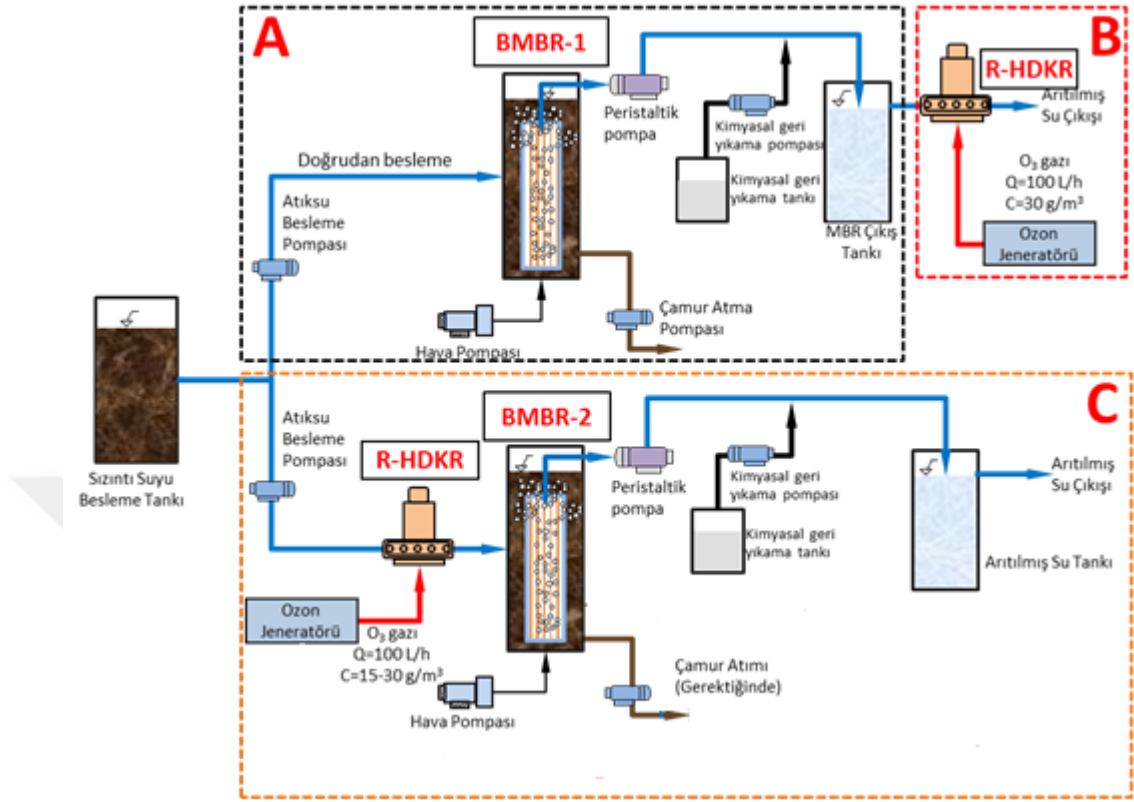 A
BMBR-1
Peristaltik
pompa
Kimyasal geri
yıkama pompası
Kimyasal geri
yıkama tankı
MBR Çıkış
Tankı
Doğrudan besleme
Atıksu
Besleme
Pompası
Hava Pompası
Çamur Atma
Pompası
B
R-HDKR
Arıtılmış
Su Çıkışı
O₃ gazı
Q=100 L/h
C=30 g/m³
Ozon
Jeneratörü
Sızıntı Suyu
Besleme Tankı
C
Atıksu
Besleme
Pompası
R-HDKR
BMBR-2
Peristaltik
pompa
Kimyasal geri
yıkama pompası
Kimyasal geri
yıkama tankı
Arıtılmış
Su Çıkışı
Arıtılmış Su Tankı
Ozon
Jeneratörü
O₃ gazı
Q=100 L/h
C=15-30 g/m³
Hava Pompası
Çamur Atımı
(Gerektiğinde)